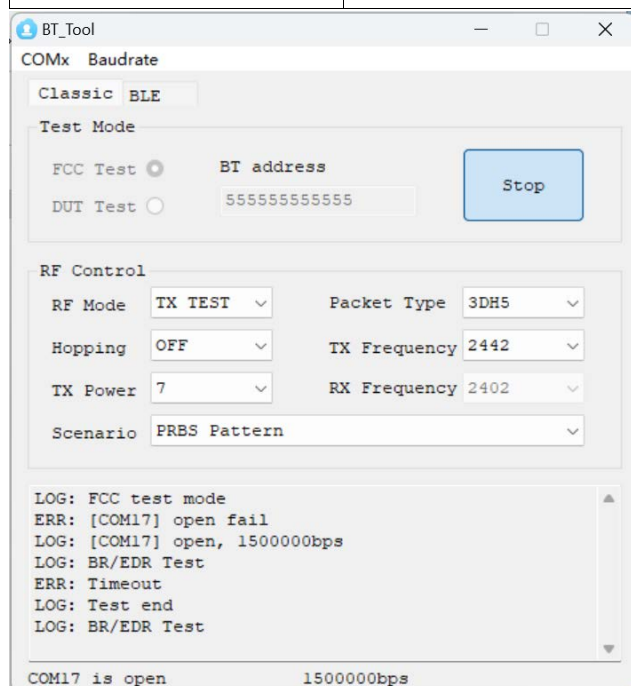 BT_Tool
COMx Baudrate
Classic BLE
Test Mode
FCC Test BT address
Stop
DUT Test 555555555555
RF Control
RF Mode TX TEST Packet Type 3DH5
Hopping OFF TX Frequency 2442
TX Power 7 RX Frequency 2402
Scenario PRBS Pattern
LOG: FCC test mode
ERR: [COM17] open fail
LOG: [COM17] open, 1500000bps
LOG: BR/EDR Test
ERR: Timeout
LOG: Test end
LOG: BR/EDR Test
COM17 is open 1500000bps